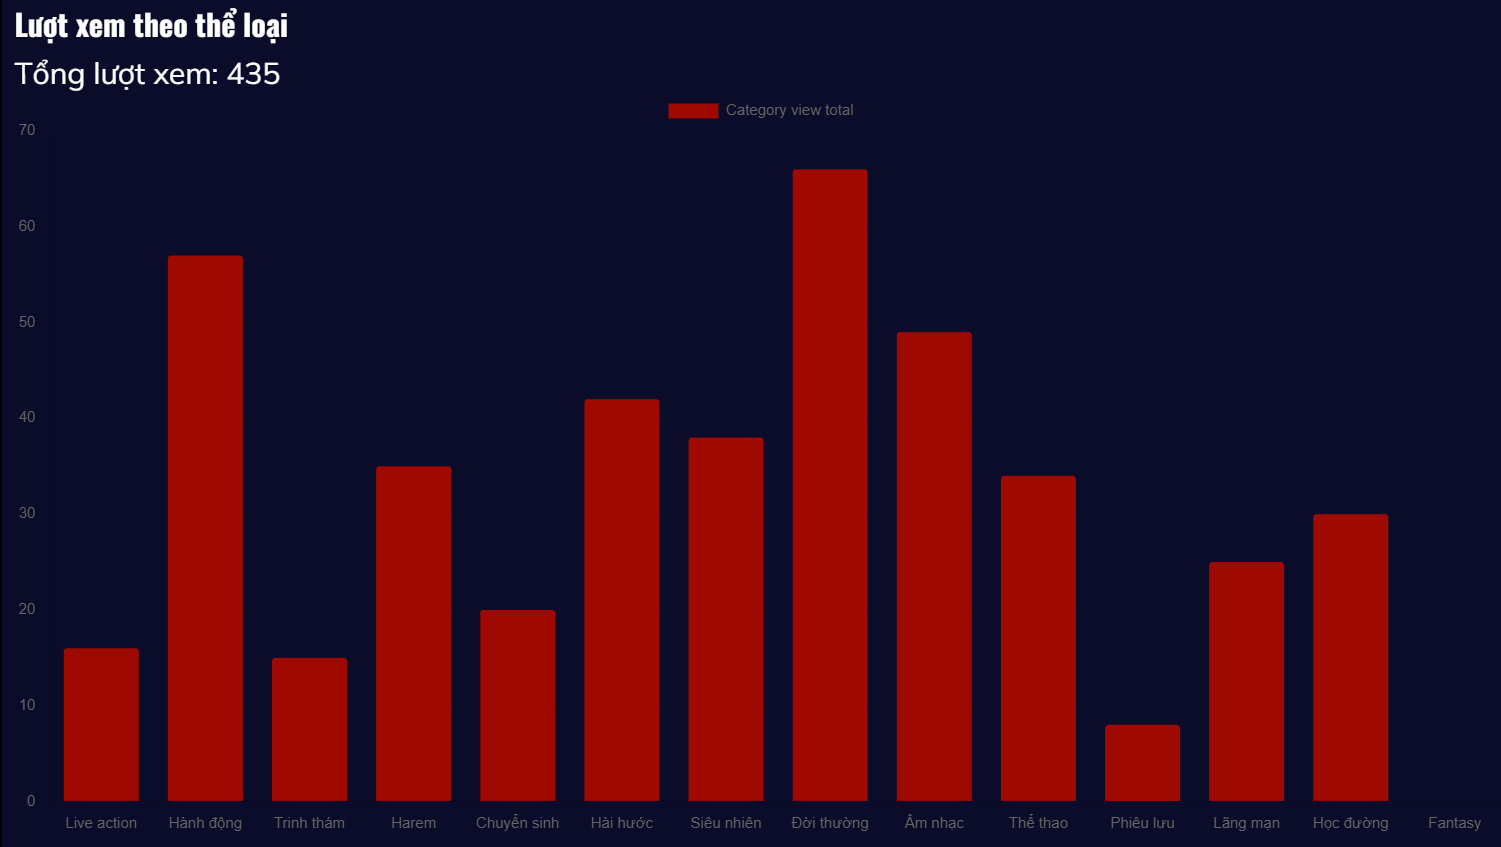 Lượt xem theo thể loại
Tổng lượt xem: 435
Category view total
70
60
50
40
30
20
10
0
Live action Hành động Trinh thám Harem Chuyển sinh Hài hước Siêu nhiên Đời thường Âm nhạc Thể thao Phiêu lưu Lãng mạn Học đường Fantasy